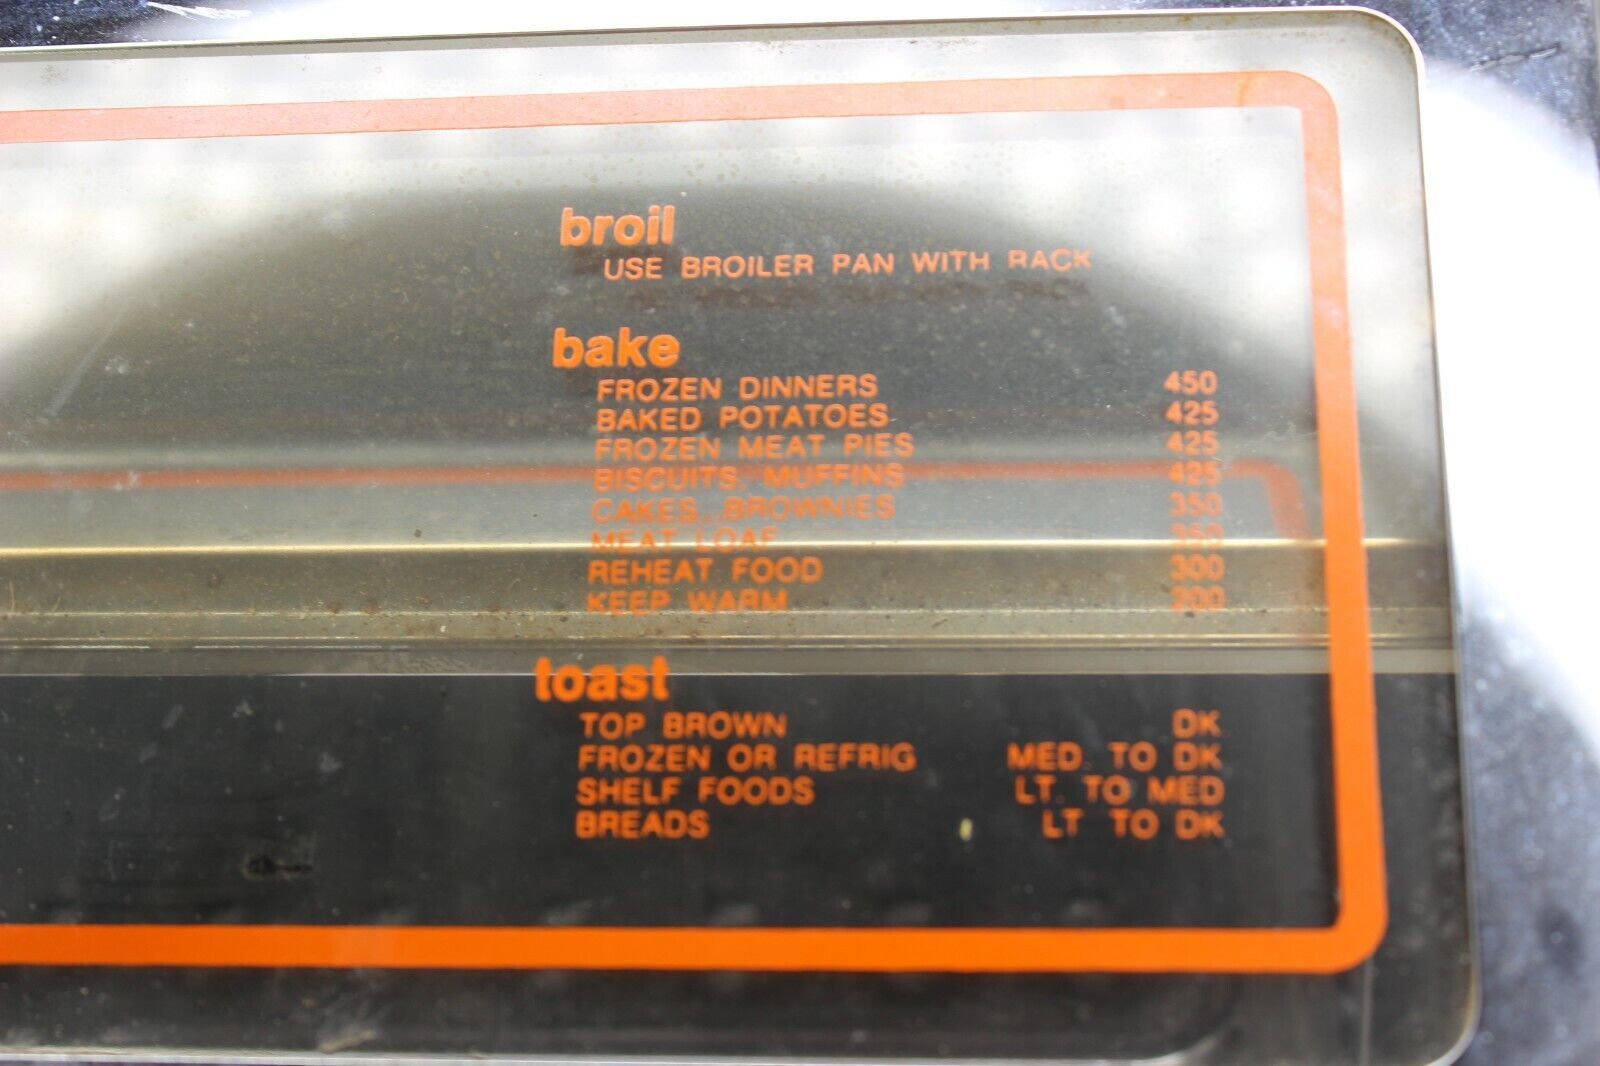 broil
USE BROILER PAN WITH RACK
bake
FROZEN DINNERS 450
BAKED POTATOES 425
FROZEN MEAT PIES 425
BISCUITS, MUFFINS 425
CAKES, BROWNIES 350
MEAT LOAF 350
REHEAT FOOD 300
KEEP WARM 200
toast
TOP BROWN DK
FROZEN OR REFRIG MED. TO DK
SHELF FOODS LT. TO MED
BREADS LT TO DK